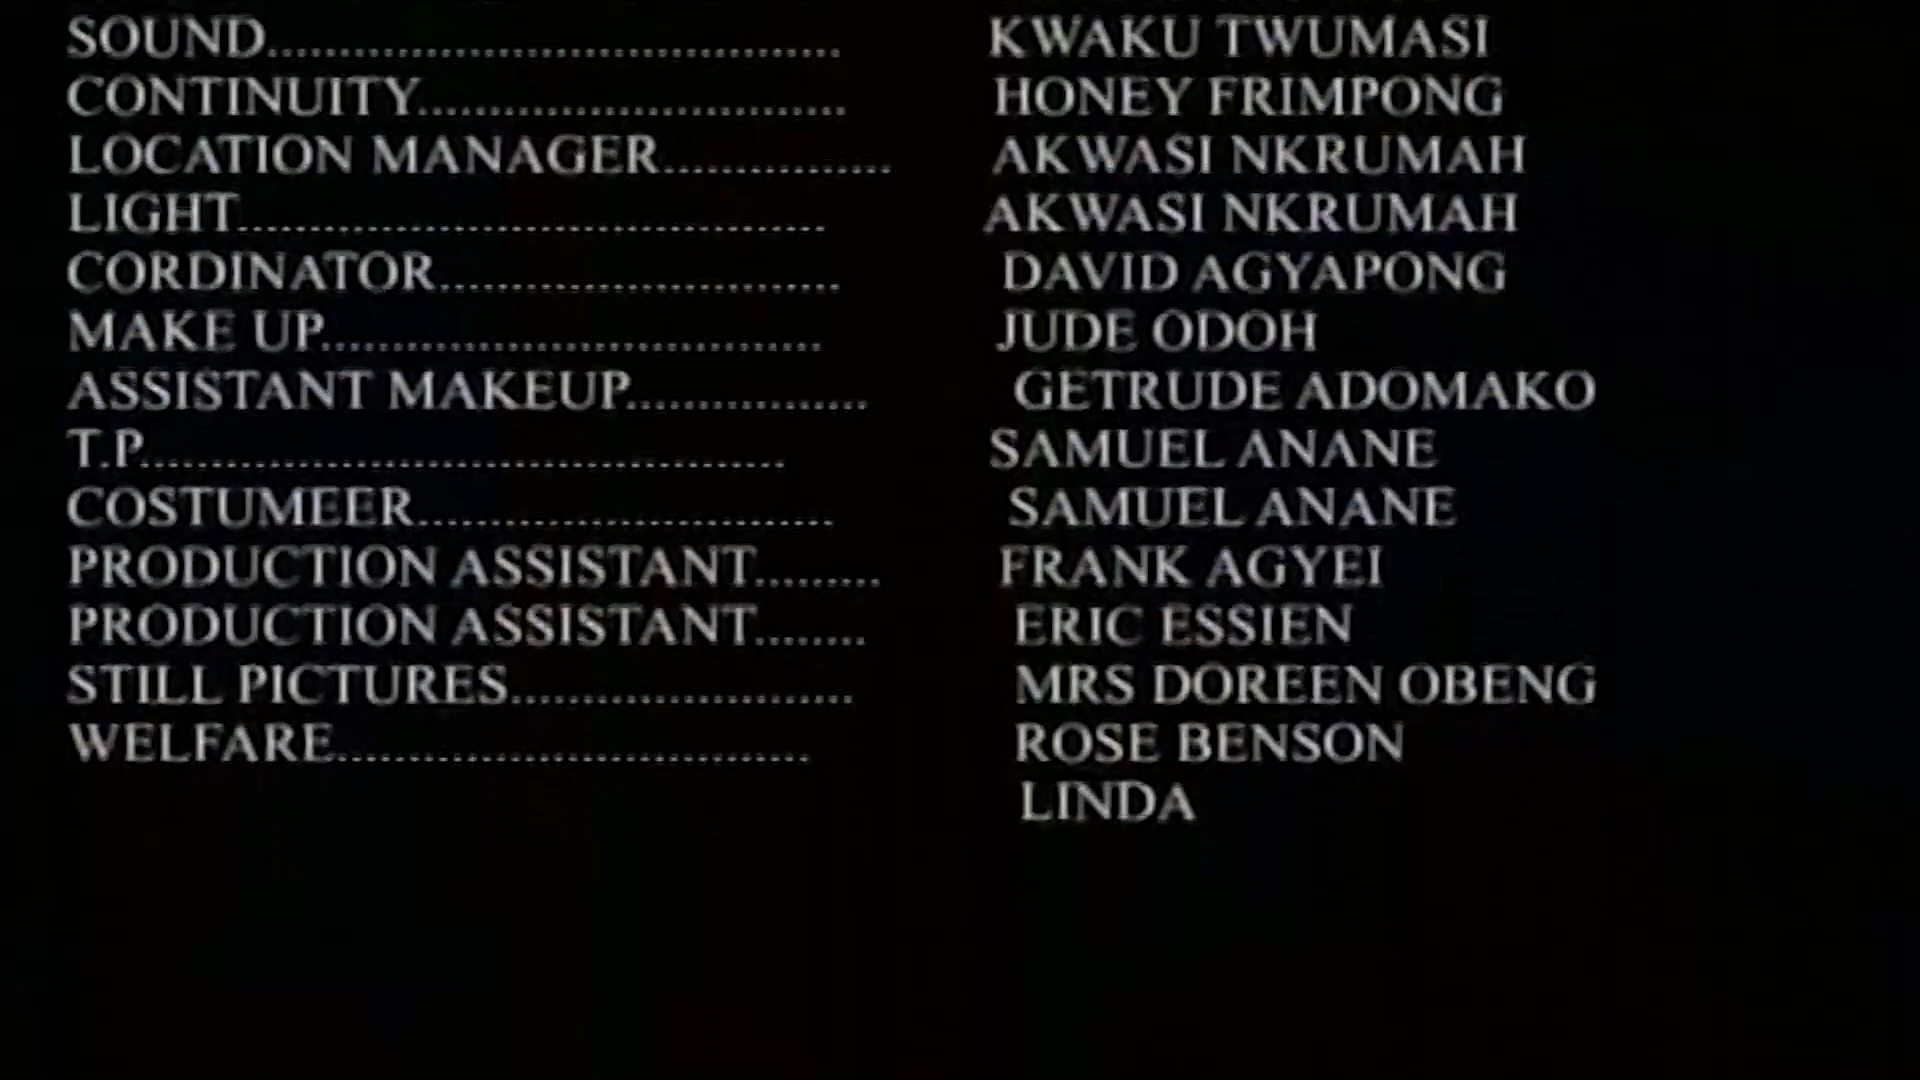 SOUND........................................ KWAKU TWUMASI
CONTINUITY.............................. HONEY FRIMPONG
LOCATION MANAGER................ AKWASI NKRUMAH
LIGHT......................................... AKWASI NKRUMAH
CORDINATOR............................ DAVID AGYAPONG
MAKE UP................................... JUDE ODOH
ASSISTANT MAKEUP................. GETRUDE ADOMAKO
T.P............................................. SAMUEL ANANE
COSTUMEER............................. SAMUEL ANANE
PRODUCTION ASSISTANT......... FRANK AGYEI
PRODUCTION ASSISTANT........ ERIC ESSIEN
STILL PICTURES........................ MRS DOREEN OBENG
WELFARE................................. ROSE BENSON
LINDA